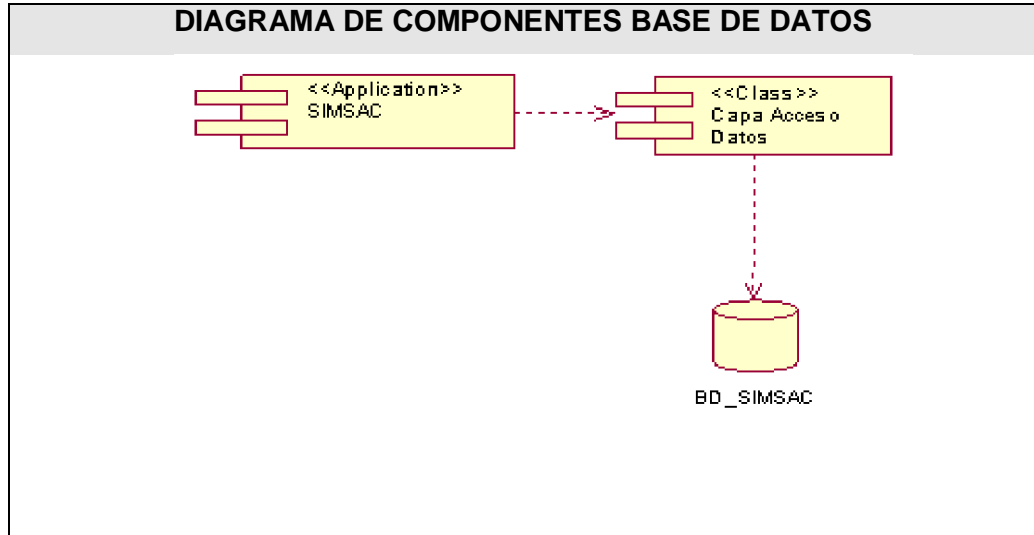 DIAGRAMA DE COMPONENTES BASE DE DATOS
<<Application>>
SIMSAC
<<Class>>
Capa Acceso
Datos
BD_SIMSAC